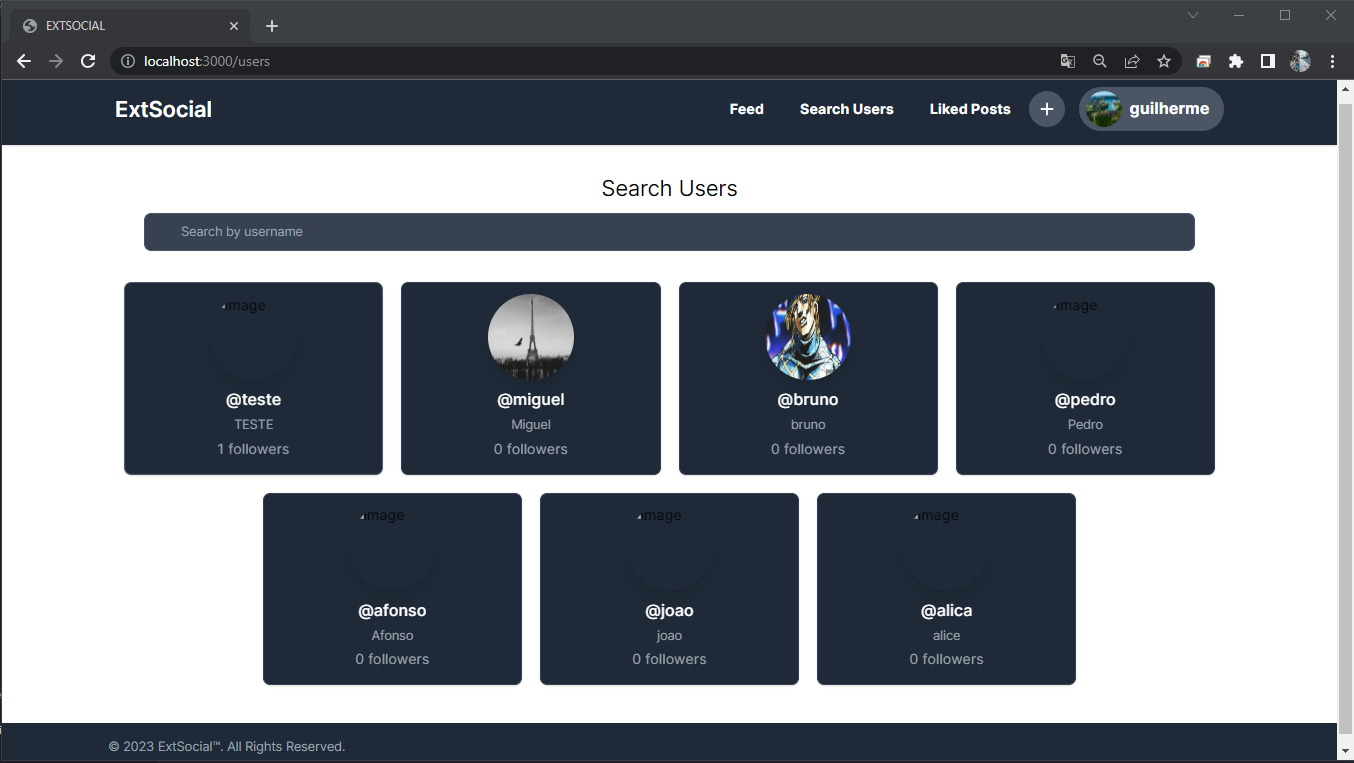 EXTSOCIAL
localhost:3000/users
ExtSocial
Feed
Search Users
Liked Posts
guilherme
Search Users
Search by username
image
@teste
TESTE
1 followers
@miguel
Miguel
0 followers
@bruno
bruno
0 followers
image
@pedro
Pedro
0 followers
image
@afonso
Afonso
0 followers
image
@joao
joao
0 followers
image
@alica
alice
0 followers
© 2023 ExtSocial™. All Rights Reserved.